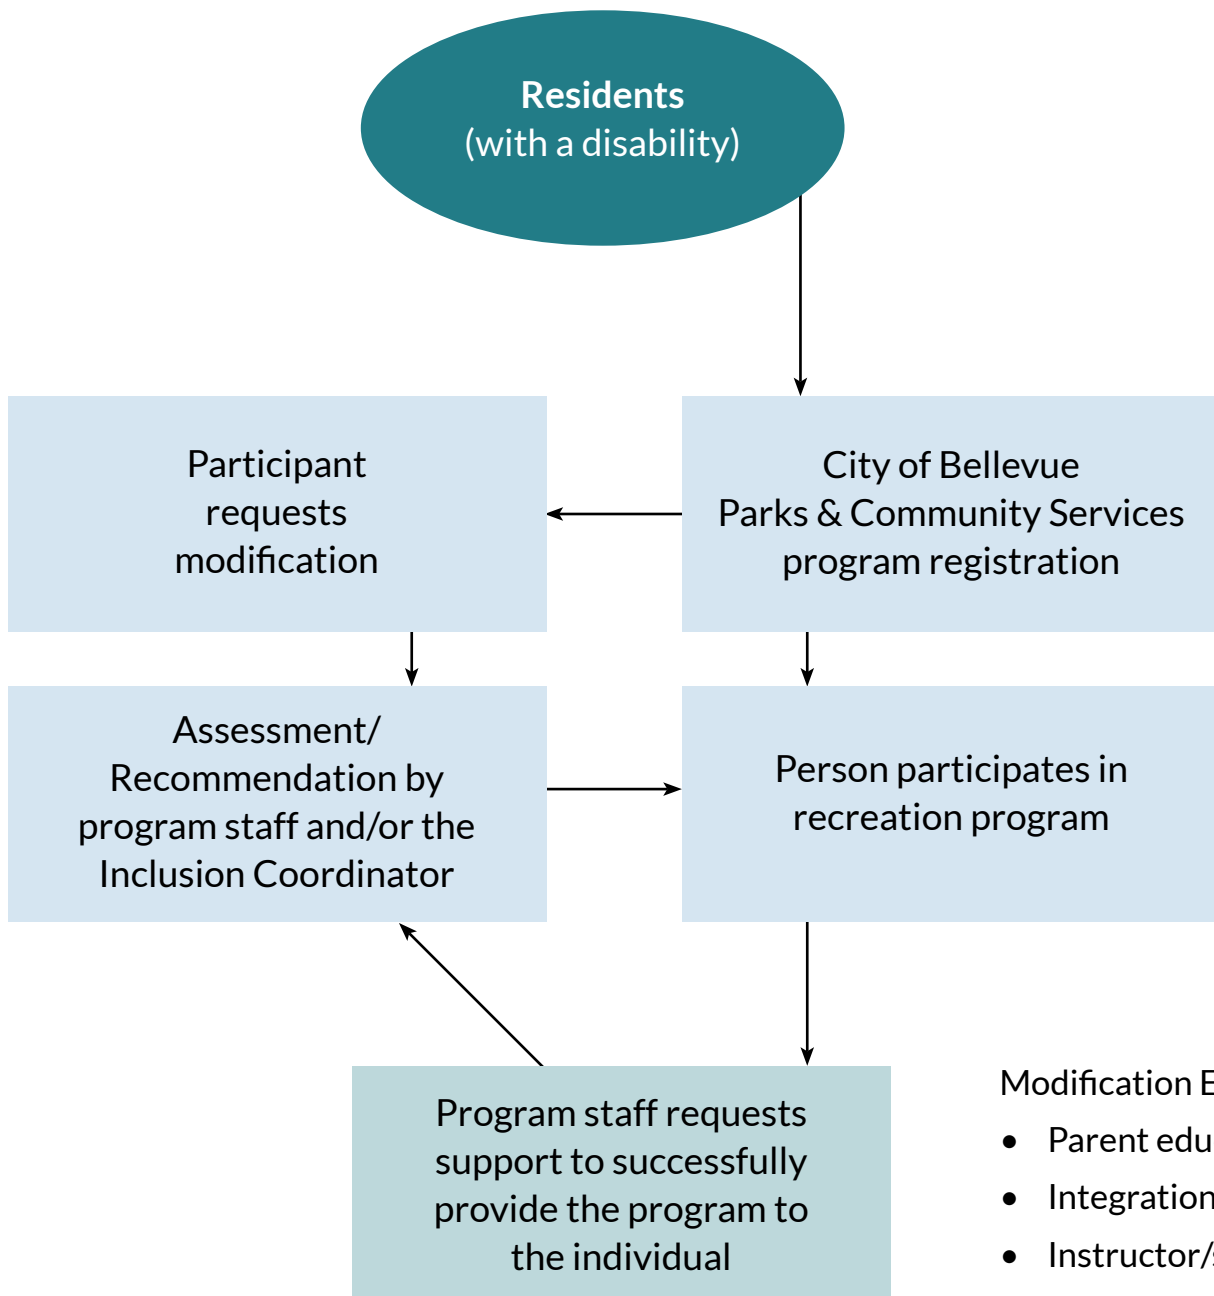 Residents
(with a disability)
Participant
requests
modification
City of Bellevue
Parks & Community Services
program registration
Assessment/
Recommendation by
program staff and/or the
Inclusion Coordinator
Person participates in
recreation program
Program staff requests
support to successfully
provide the program to
the individual
Modification
• Parent
• Integration
• Instructor/